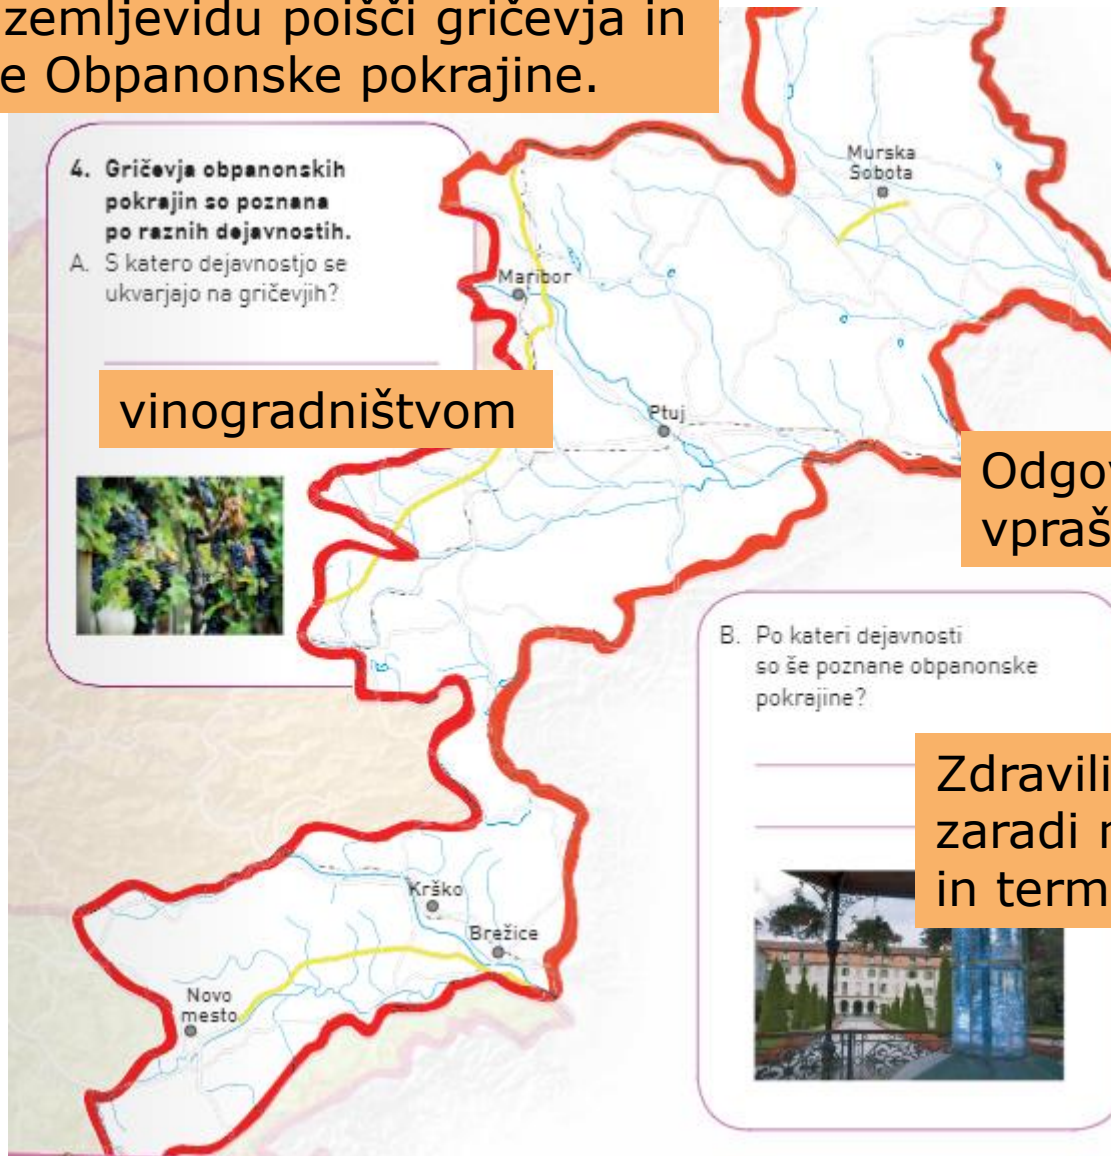 zemljevidu poišči gričevja in
e Obpanonske pokrajine.
4. Gričevja obpanonskih
pokrajin so poznana
po raznih dejavnostih.
A. S katero dejavnostjo se
ukvarjajo na gričevjih?
vinogradništvom
Murska
Sobota
Maribor
Ptuj
Odgov
vpraš
B. Po kateri dejavnosti
so še poznane obpanonske
pokrajine?
Zdravili
zaradi
in term
Krško
Brežice
Novo
mesto